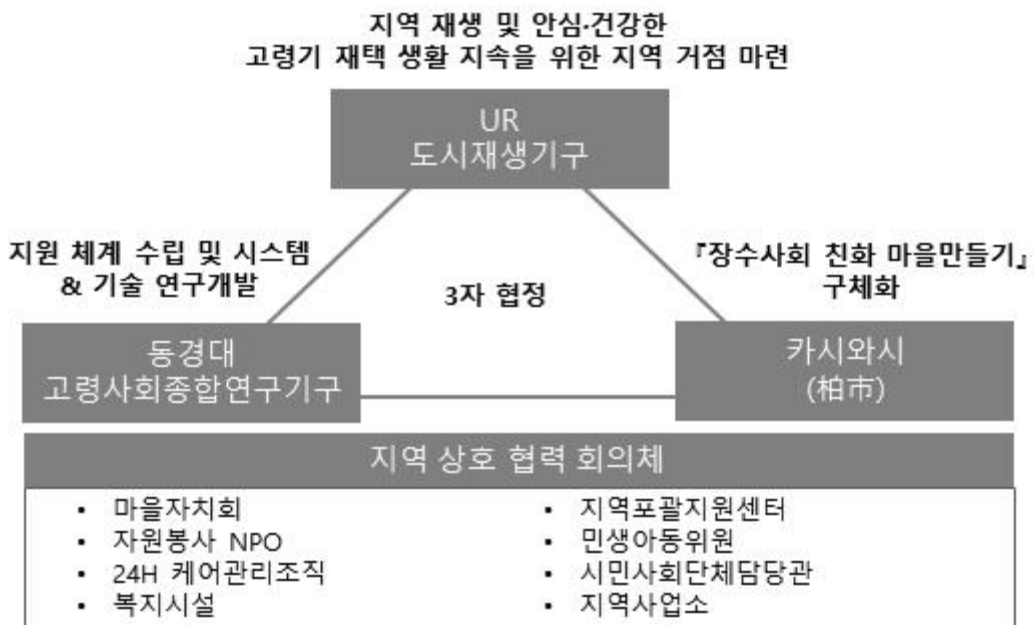 지역 재생 및 안심·건강한
고령기 재택 생활 지속을 위한 지역 거점 마련
UR
도시재생기구
지원 체계 수립 및 시스템
& 기술 연구개발
3자 협정
『장수사회 친화 마을만들기』
구체화
동경대
고령사회종합연구기구
카시와시
(柏市)
지역 상호 협력 회의체
• 마을자치회
• 자원봉사 NPO
• 24H 케어관리조직
• 복지시설
• 지역포괄지원센터
• 민생아동위원
• 시민사회단체담당관
• 지역사업소